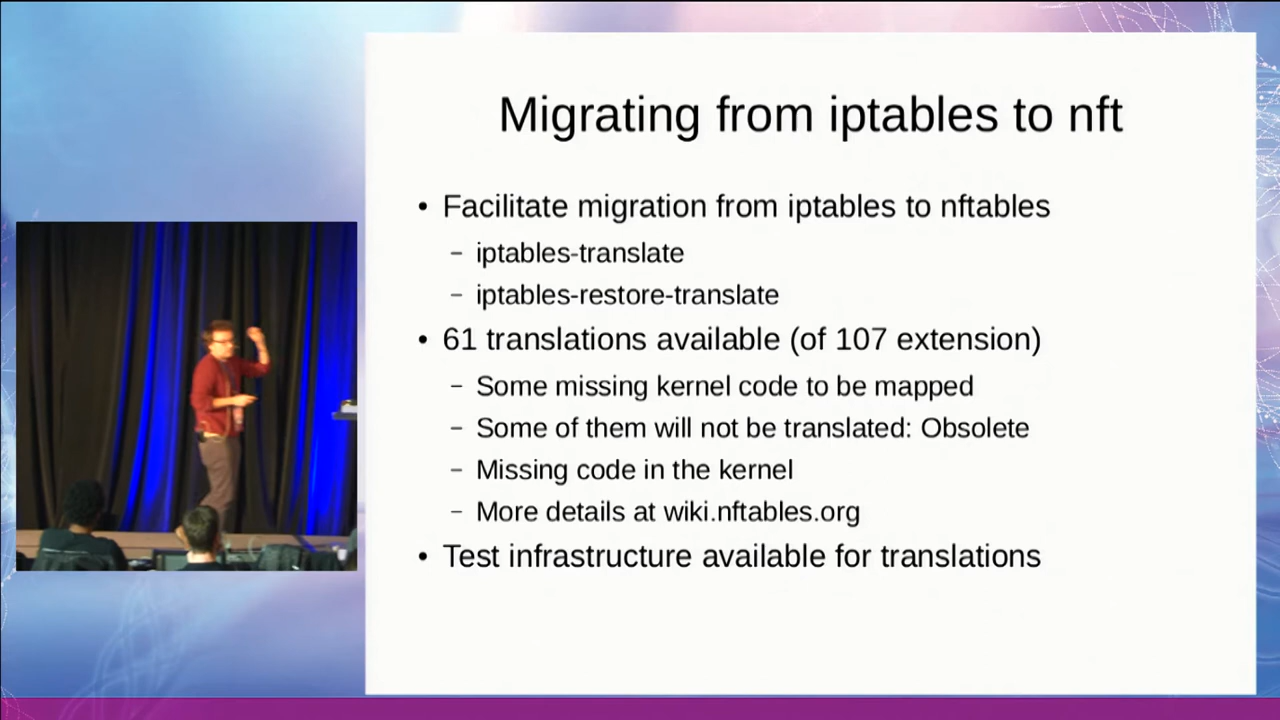 Migrating from iptables to nft
• Facilitate migration from iptables to nftables
– iptables-translate
– iptables-restore-translate
• 61 translations available (of 107 extension)
– Some missing kernel code to be mapped
– Some of them will not be translated: Obsolete
– Missing code in the kernel
– More details at wiki.nftables.org
• Test infrastructure available for translations